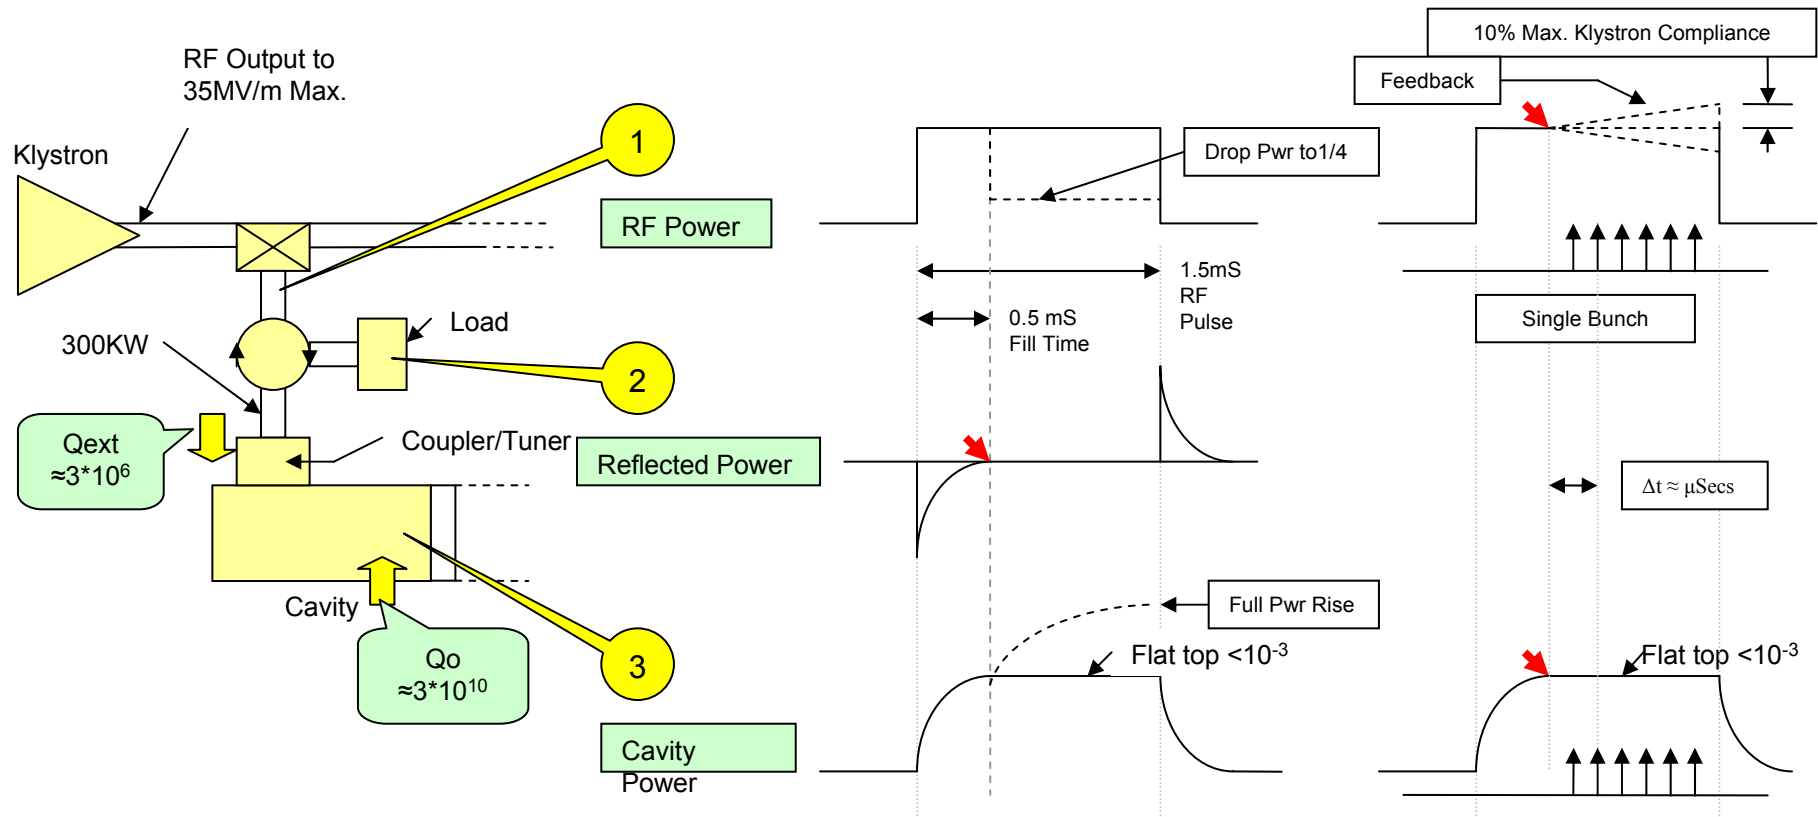 RF Output to
35MV/m Max.
Klystron
1
RF Power
300KW
Load
2
Qext
≈3*10⁶
Coupler/Tuner
Reflected Power
Cavity
Qo
≈3*10¹⁰
3
Cavity
Power
Drop Pwr to1/4
1.5mS
RF
Pulse
0.5 mS
Fill Time
Full Pwr Rise
Flat top <10⁻³
10% Max. Klystron Compliance
Feedback
Single Bunch
Δt ≈ μSecs
Flat top <10⁻³